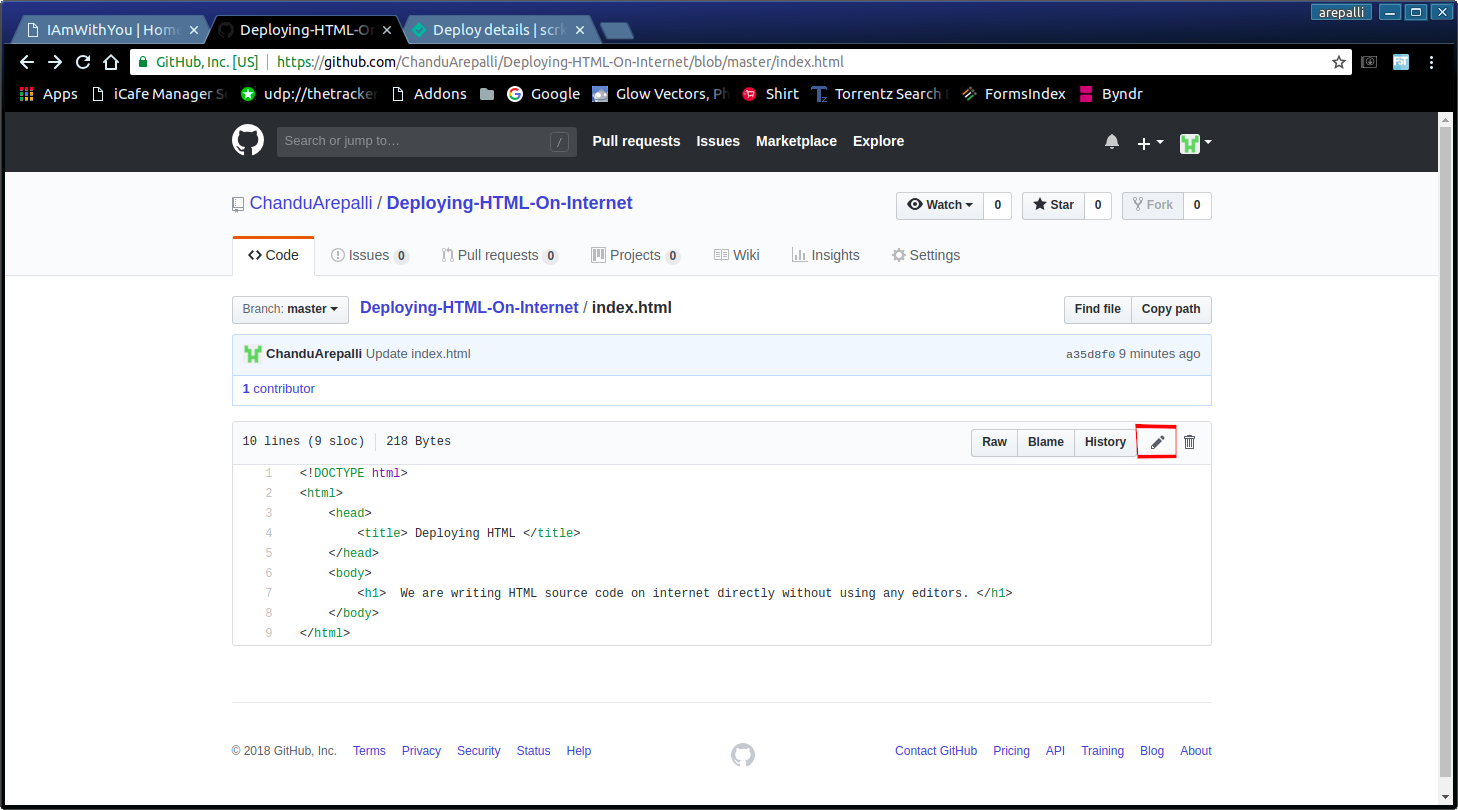 arepalli
IAmWithYou | Home
Deploying-HTML-O
Deploy details | scrk
GitHub, Inc. [US] https://github.com/ChanduArepalli/Deploying-HTML-On-Internet/blob/master/index.html
Apps iCafe Manager S udp://thetracker Addons Google Glow Vectors, Ph Shirt Torrentz Search FormsIndex Byndr
Search or jump to… / Pull requests Issues Marketplace Explore
ChanduArepalli / Deploying-HTML-On-Internet Watch 0 Star 0 Fork 0
Code Issues 0 Pull requests 0 Projects 0 Wiki Insights Settings
Branch: master Deploying-HTML-On-Internet / index.html Find file Copy path
ChanduArepalli Update index.html a35d8f0 9 minutes ago
1 contributor
10 lines (9 sloc) 218 Bytes Raw Blame History
1 <!DOCTYPE html>
2 <html>
3 <head>
4 <title> Deploying HTML </title>
5 </head>
6 <body>
7 <h1> We are writing HTML source code on internet directly without using any editors. </h1>
8 </body>
9 </html>
© 2018 GitHub, Inc. Terms Privacy Security Status Help Contact GitHub Pricing API Training Blog About